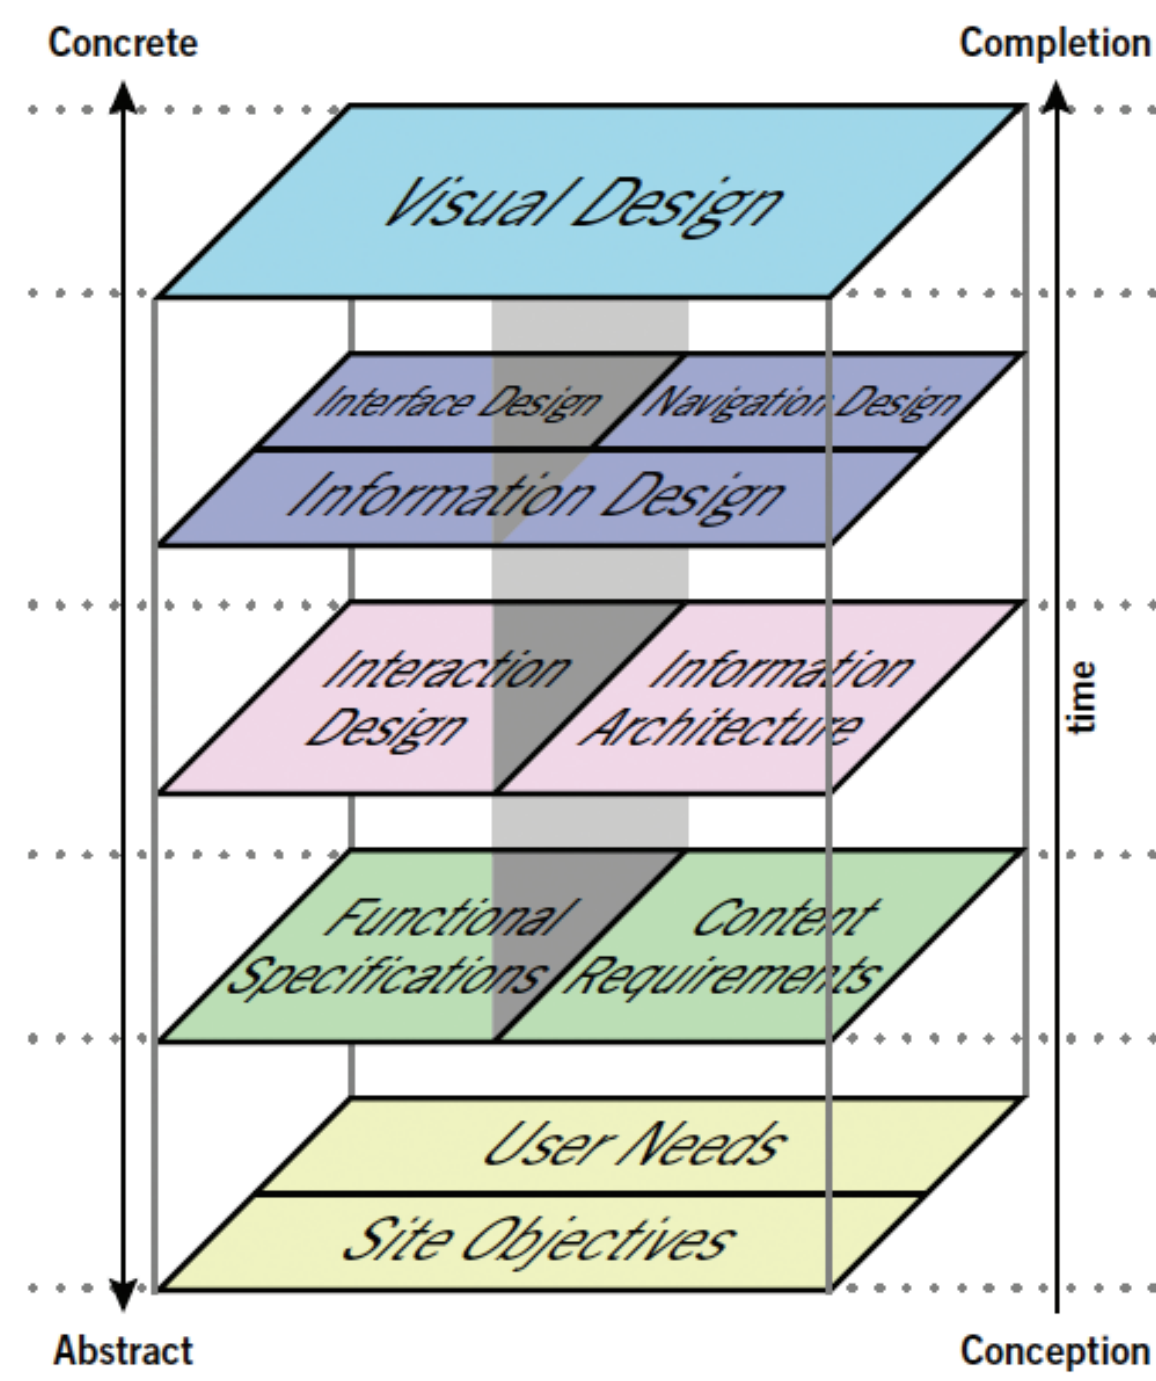 Concrete
Completion
Visual Design
Interface Design
Navigation Design
Information Design
Interaction
Design
Information
Architecture
time
Functional
Specifications
Content
Requirements
User Needs
Site Objectives
Abstract
Conception